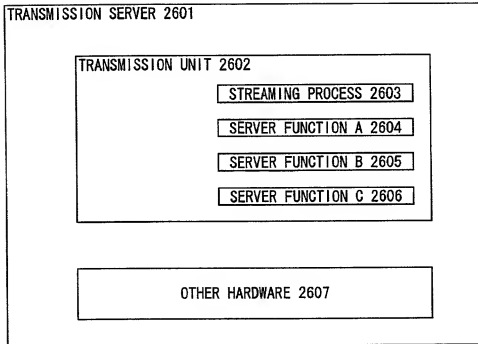 TRANSMISSION SERVER 2601
TRANSMISSION UNIT 2602
STREAMING PROCESS 2603
SERVER FUNCTION A 2604
SERVER FUNCTION B 2605
SERVER FUNCTION C 2606
OTHER HARDWARE 2607